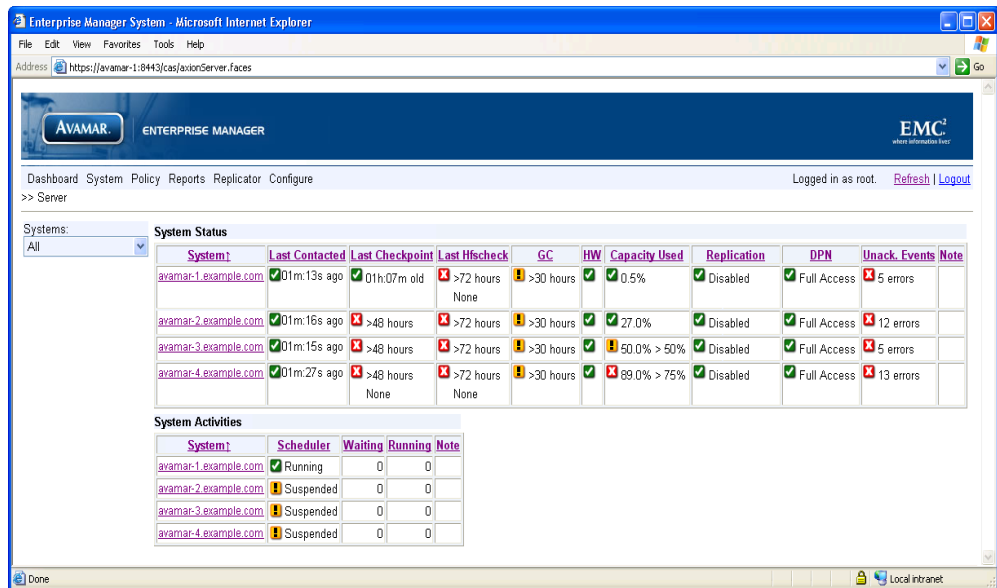 Enterprise Manager System - Microsoft Internet Explorer
File Edit View Favorites Tools Help
Address https://avamar-1:8443/cas/axionServer.faces Go
AVAMAR. ENTERPRISE MANAGER EMC²
where information lives
Dashboard System Policy Reports Replicator Configure Logged in as root. Refresh | Logout
>> Server
Systems:
All
System Status
System↑ Last Contacted Last Checkpoint Last Hfscheck GC HW Capacity Used Replication DPN Unack. Events Note
avamar-1.example.com 01m:13s ago 01h:07m old >72 hours >30 hours 0.5% Disabled Full Access 5 errors
None
avamar-2.example.com 01m:16s ago >48 hours >72 hours >30 hours 27.0% Disabled Full Access 12 errors
avamar-3.example.com 01m:15s ago >48 hours >72 hours >30 hours 50.0% > 50% Disabled Full Access 5 errors
avamar-4.example.com 01m:27s ago >48 hours >72 hours >30 hours 89.0% > 75% Disabled Full Access 13 errors
None None
System Activities
System↑ Scheduler Waiting Running Note
avamar-1.example.com Running 0 0
avamar-2.example.com Suspended 0 0
avamar-3.example.com Suspended 0 0
avamar-4.example.com Suspended 0 0
Done Local intranet